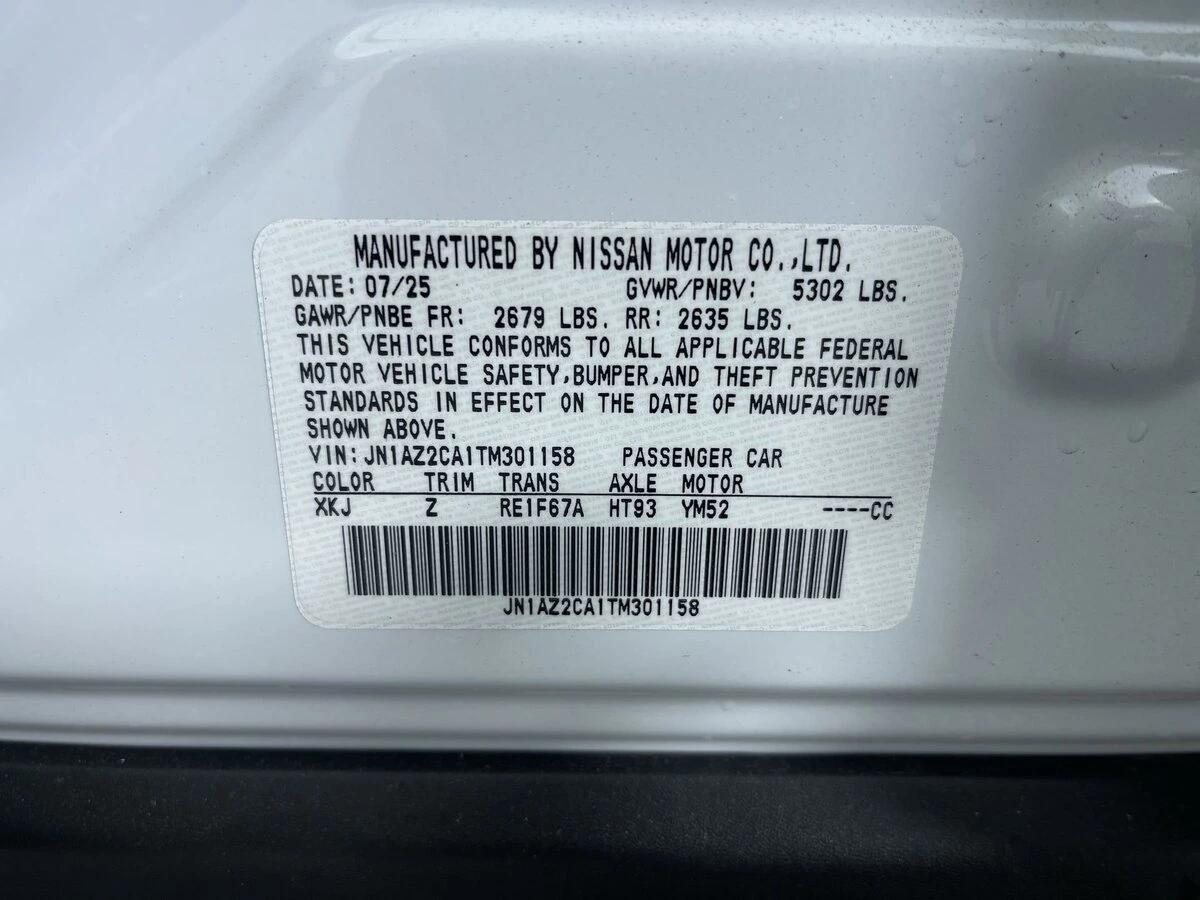 MANUFACTURED BY NISSAN MOTOR CO.,LTD.
DATE: 07/25 GVWR/PNBV: 5302 LBS.
GAWR/PNBE FR: 2679 LBS. RR: 2635 LBS.
THIS VEHICLE CONFORMS TO ALL APPLICABLE FEDERAL
MOTOR VEHICLE SAFETY,BUMPER,AND THEFT PREVENTION
STANDARDS IN EFFECT ON THE DATE OF MANUFACTURE
SHOWN ABOVE.
VIN: JN1AZ2CA1TM301158 PASSENGER CAR
COLOR TRIM TRANS AXLE MOTOR
XKJ Z RE1F67A HT93 YM52 ----CC
JN1AZ2CA1TM301158